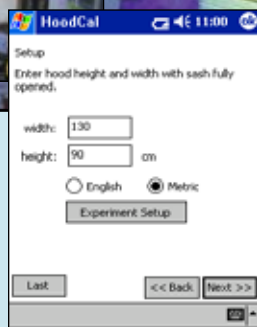 HoodCal 11:00
Setup
Enter hood height and width with sash fully
opened.
width: 130
height: 90 cm
English Metric
Experiment Setup
Last << Back Next >>